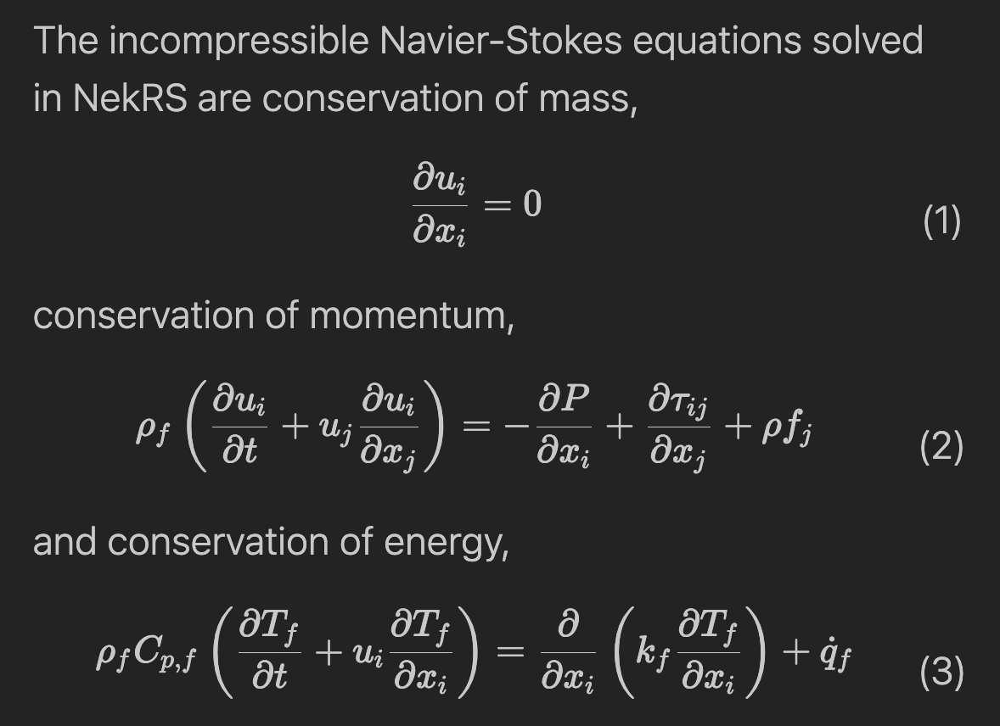 The incompressible Navier-Stokes equations solved
in NekRS are conservation of mass,
\frac{\partial u_i}{\partial x_i} = 0 (1)
conservation of momentum,
\rho_f \left( \frac{\partial u_i}{\partial t} + u_j \frac{\partial u_i}{\partial x_j} \right) = -\frac{\partial P}{\partial x_i} + \frac{\partial \tau_{ij}}{\partial x_j} + \rho f_j (2)
and conservation of energy,
\rho_f C_{p,f} \left( \frac{\partial T_f}{\partial t} + u_i \frac{\partial T_f}{\partial x_i} \right) = \frac{\partial}{\partial x_i} \left( k_f \frac{\partial T_f}{\partial x_i} \right) + \dot{q}_f (3)